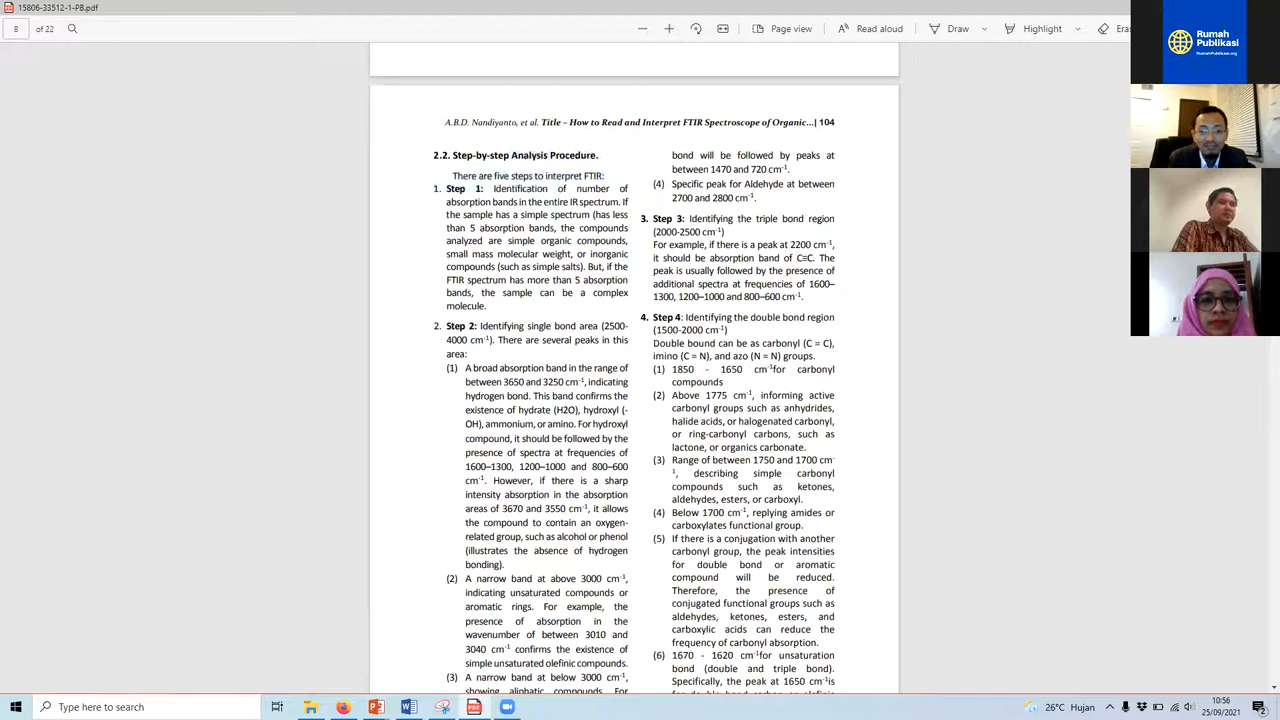 15806-33512-1-PB.pdf
8
of 22
Page view
Read aloud
Draw
Highlight
Eras
Rumah
Publikasi
RumahPublikasi.org
A.B.D. Nandiyanto, et al. Title – How to Read and Interpret FTIR Spectroscope of Organic...| 104
2.2. Step-by-step Analysis Procedure.
There are five steps to interpret FTIR:
1. Step 1: Identification of number of
absorption bands in the entire IR spectrum. If
the sample has a simple spectrum (has less
than 5 absorption bands, the compounds
analyzed are simple organic compounds,
small mass molecular weight, or inorganic
compounds (such as simple salts). But, if the
FTIR spectrum has more than 5 absorption
bands, the sample can be a complex
molecule.
2. Step 2: Identifying single bond area (2500-
4000 cm-1). There are several peaks in this
area:
(1) A broad absorption band in the range of
between 3650 and 3250 cm-1, indicating
hydrogen bond. This band confirms the
existence of hydrate (H2O), hydroxyl (-
OH), ammonium, or amino. For hydroxyl
compound, it should be followed by the
presence of spectra at frequencies of
1600–1300, 1200–1000 and 800–600
cm-1. However, if there is a sharp
intensity absorption in the absorption
areas of 3670 and 3550 cm-1, it allows
the compound to contain an oxygen-
related group, such as alcohol or phenol
(illustrates the absence of hydrogen
bonding).
(2) A narrow band at above 3000 cm-1,
indicating unsaturated compounds or
aromatic rings. For example, the
presence of absorption in the
wavenumber of between 3010 and
3040 cm-1 confirms the existence of
simple unsaturated olefinic compounds.
(3) A narrow band at below 3000 cm-1,
showing aliphatic compounds. For
bond will be followed by peaks at
between 1470 and 720 cm-1.
(4) Specific peak for Aldehyde at between
2700 and 2800 cm-1.
3. Step 3: Identifying the triple bond region
(2000-2500 cm-1)
For example, if there is a peak at 2200 cm-1,
it should be absorption band of C≡C. The
peak is usually followed by the presence of
additional spectra at frequencies of 1600–
1300, 1200–1000 and 800–600 cm-1.
4. Step 4: Identifying the double bond region
(1500-2000 cm-1)
Double bound can be as carbonyl (C = C),
imino (C = N), and azo (N = N) groups.
(1) 1850 - 1650 cm-1for carbonyl
compounds
(2) Above 1775 cm-1, informing active
carbonyl groups such as anhydrides,
halide acids, or halogenated carbonyl,
or ring-carbonyl carbons, such as
lactone, or organics carbonate.
(3) Range of between 1750 and 1700 cm-
1, describing simple carbonyl
compounds such as ketones,
aldehydes, esters, or carboxyl.
(4) Below 1700 cm-1, replying amides or
carboxylates functional group.
(5) If there is a conjugation with another
carbonyl group, the peak intensities
for double bond or aromatic
compound will be reduced.
Therefore, the presence of
conjugated functional groups such as
aldehydes, ketones, esters, and
carboxylic acids can reduce the
frequency of carbonyl absorption.
(6) 1670 - 1620 cm-1for unsaturation
bond (double and triple bond).
Specifically, the peak at 1650 cm-1is
Type here to search
26°C Hujan
10:56
25/09/2021
2